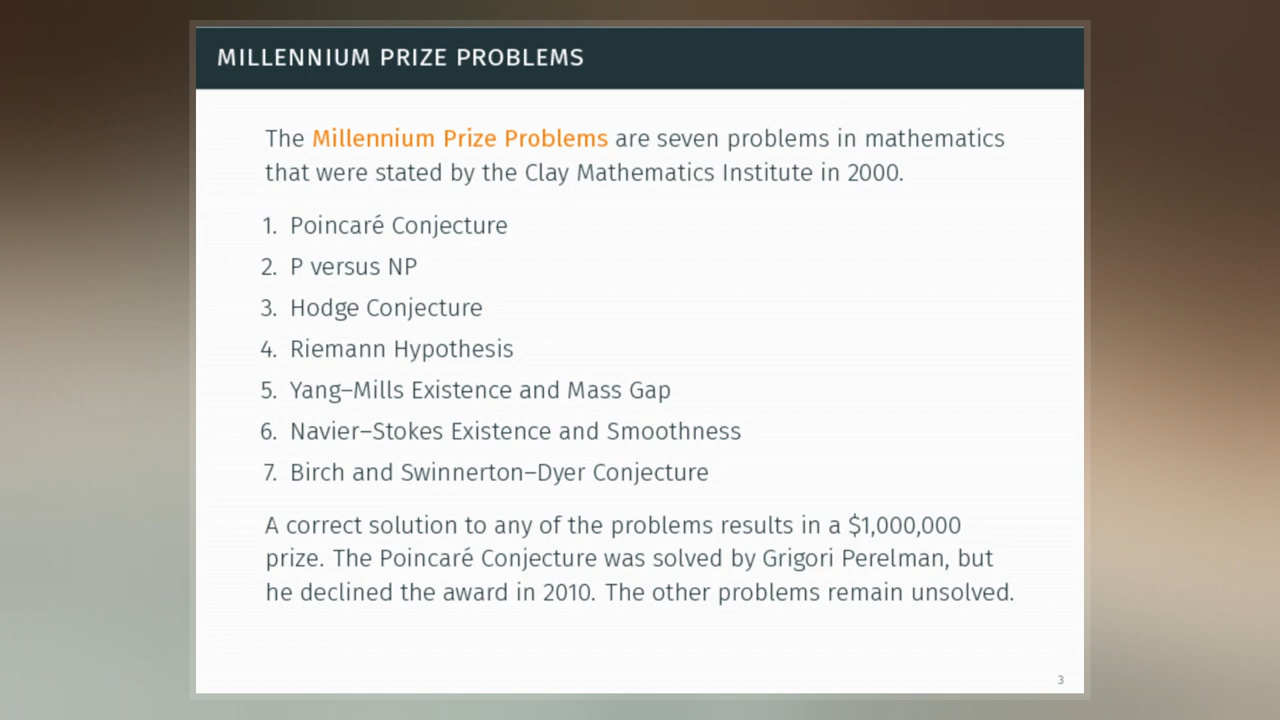 MILLENNIUM PRIZE PROBLEMS
The Millennium Prize Problems are seven problems in mathematics
that were stated by the Clay Mathematics Institute in 2000.
1. Poincaré Conjecture
2. P versus NP
3. Hodge Conjecture
4. Riemann Hypothesis
5. Yang–Mills Existence and Mass Gap
6. Navier–Stokes Existence and Smoothness
7. Birch and Swinnerton–Dyer Conjecture
A correct solution to any of the problems results in a $1,000,000
prize. The Poincaré Conjecture was solved by Grigori Perelman, but
he declined the award in 2010. The other problems remain unsolved.
3